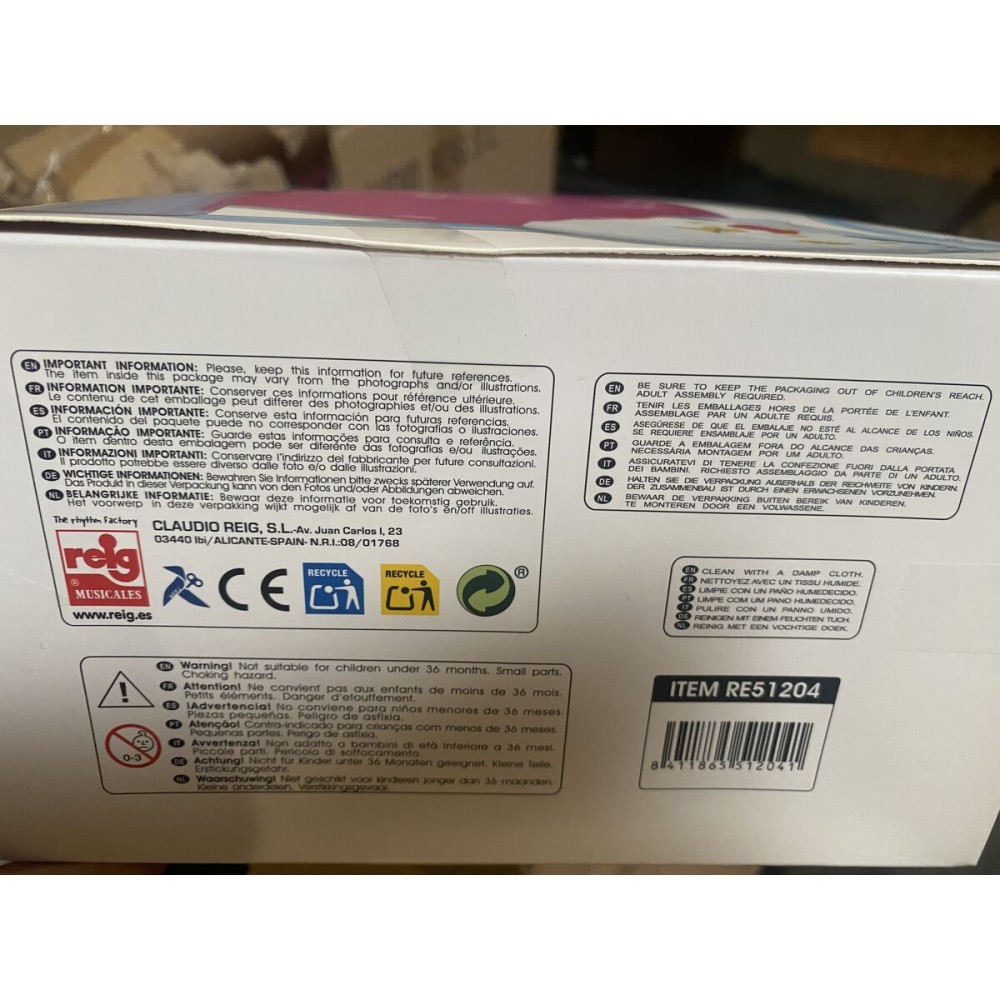 EN IMPORTANT INFORMATION: Please, keep this information for future references.
The item inside this package may vary from the photographs and/or illustrations.
FR INFORMATION IMPORTANTE: Conserver ces informations pour référence ultérieure.
Le contenu de cet emballage peut différer des photographies et/ou des illustrations.
ES INFORMACIÓN IMPORTANTE: Conserve esta información para futuras referencias.
El contenido del paquete puede no corresponder con las fotografías o ilustraciones.
PT INFORMAÇÃO IMPORTANTE: Guarde estas informações para consulta e referência.
O item dentro desta embalagem pode ser diferente das fotografias e/ou ilustrações.
IT INFORMAZIONI IMPORTANTI: Conservare l'indirizzo del fabbricante per future consultazioni.
Il prodotto potrebbe essere diverso dalle foto e/o dalle illustrazioni.
DE WICHTIGE INFORMATIONEN: Bewahren Sie Informationen bitte zwecks späterer Verwendung auf.
Das Produkt in dieser Verpackung kann von den Fotos und/oder Abbildungen abweichen.
NL BELANGRIJKE INFORMATIE: Bewaar deze informatie voor toekomstig gebruik.
Het voorwerp in deze verpakking wijkt mogelijk af van de foto's en/off illustraties.
The rhythm Factory
reig
®
MUSICALES
www.reig.es
CLAUDIO REIG, S.L.-Av. Juan Carlos I, 23
03440 Ibi/ALICANTE-SPAIN- N.R.I.:08/01768
CE
RECYCLE
RECYCLE
®
EN Warning! Not suitable for children under 36 months. Small parts.
Choking hazard.
FR Attention! Ne convient pas aux enfants de moins de 36 mois.
Petits éléments. Danger d'etouffement.
ES ¡Advertencia! No conviene para niños menores de 36 meses.
Piezas pequeñas. Peligro de asfixia.
PT Atenção! Contra-indicado para crianças com menos de 36 meses.
Pequenas partes. Perigo de asfixia.
IT Avvertenza! Non adatto a bambini di età inferiore a 36 mesi.
Piccole parti. Pericolo di soffocamento.
DE Achtung! Nicht für Kinder unter 36 Monaten geeignet. Kleine Teile.
Erstickungsgefahr.
NL Waarschuwing! Niet geschikt voor kinderen jonger dan 36 maanden.
Kleine onderdelen. Verstikkingsgevaar.
0-3
EN BE SURE TO KEEP THE PACKAGING OUT OF CHILDREN'S REACH.
ADULT ASSEMBLY REQUIRED.
FR TENIR LES EMBALLAGES HORS DE LA PORTÉE DE L'ENFANT.
ASSEMBLAGE PAR UN ADULTE REQUIS.
ES ASEGÚRESE DE QUE EL EMBALAJE NO ESTÉ AL ALCANCE DE LOS NIÑOS.
SE REQUIERE ENSAMBLAJE POR UN ADULTO.
PT GUARDE A EMBALAGEM FORA DO ALCANCE DAS CRIANÇAS.
NECESSÁRIA MONTAGEM POR UM ADULTO.
IT ASSICURATEVI DI TENERE LA CONFEZIONE FUORI DALLA PORTATA
DEI BAMBINI. RICHIESTO ASSEMBLAGGIO DA PARTE DI UN ADULTO.
DE HALTEN SIE DIE VERPACKUNG AUßERHALB DER REICHWEITE VON KINDERN.
DER ZUSAMMENBAU IST DURCH EINEN ERWACHSENEN VORZUNEHMEN.
NL BEWAAR DE VERPAKKING BUITEN BEREIK VAN KINDEREN.
TE MONTEREN DOOR EEN VOLWASSENE.
EN CLEAN WITH A DAMP CLOTH.
FR NETTOYEZ AVEC UN TISSU HUMIDE.
ES LIMPIE CON UN PAÑO HUMEDECIDO.
PT LIMPE COM UM PANO HUMEDECIDO.
IT PULIRE CON UN PANNO UMIDO.
DE REINIGEN MIT EINEM FEUCHTEN TUCH.
NL REINIG MET EEN VOCHTIGE DOEK.
ITEM RE51204
8 411865 512041